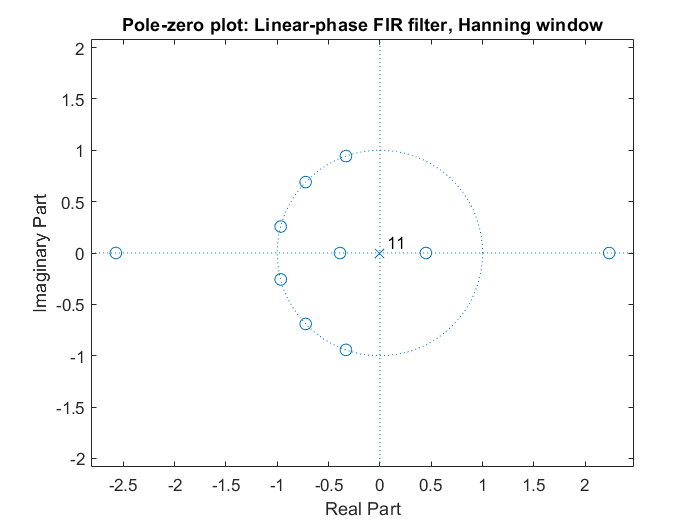 Pole-zero plot: Linear-phase FIR filter, Hanning window
2
1.5
1
0.5
0
-0.5
-1
-1.5
-2
Imaginary Part
11
-2.5 -2 -1.5 -1 -0.5 0 0.5 1 1.5 2
Real Part